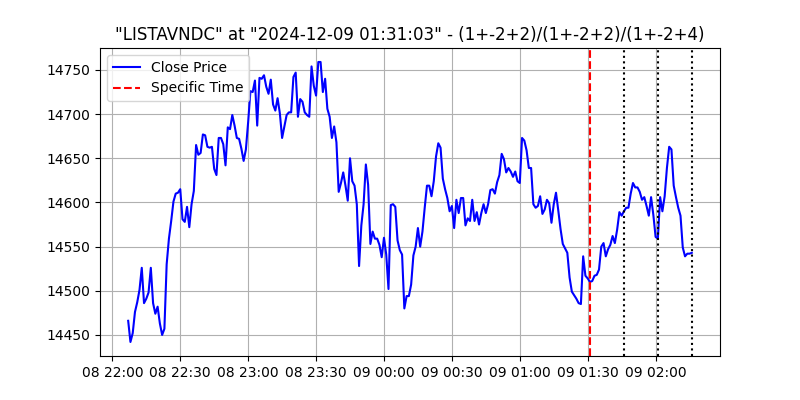 "LISTAVNDC" at "2024-12-09 01:31:03" - (1+-2+2)/(1+-2+2)/(1+-2+4)
Close Price
Specific Time
14750
14700
14650
14600
14550
14500
14450
08 22:00 08 22:30 08 23:00 08 23:30 09 00:00 09 00:30 09 01:00 09 01:30 09 02:00